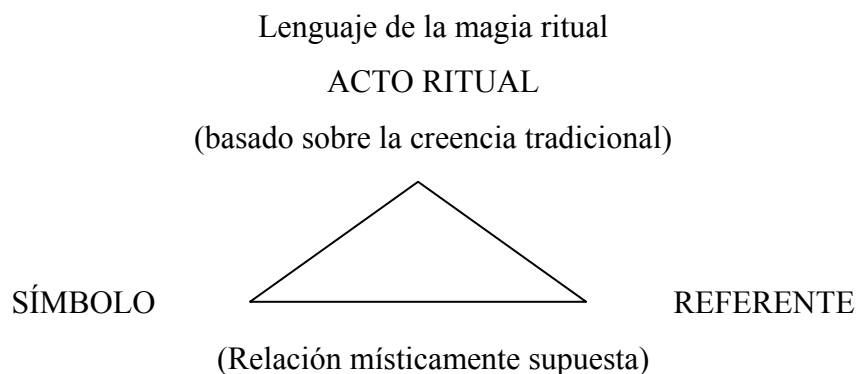 Lenguaje de la magia ritual
ACTO RITUAL
(basado sobre la creencia tradicional)
SÍMBOLO REFERENTE
(Relación místicamente supuesta)